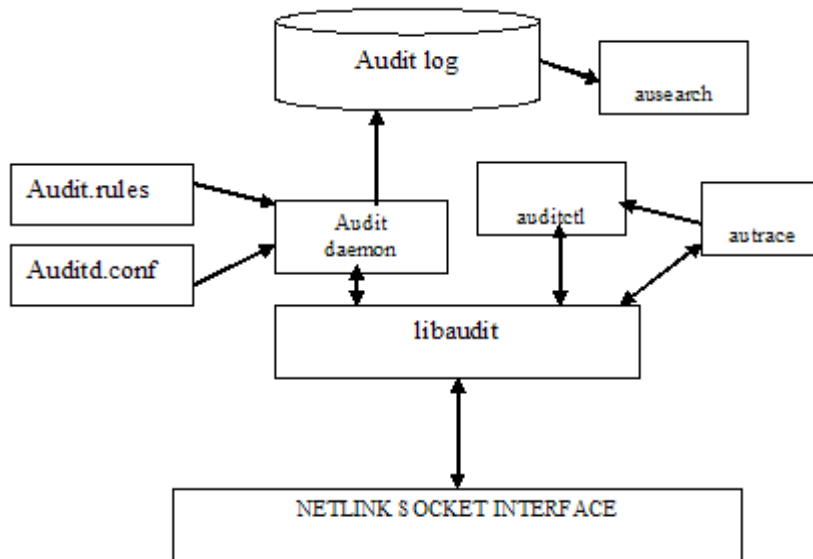 Audit log
ausearch
Audit.rules
Audit
daemon
auditctl
autrace
Auditd.conf
libaudit
NETLINK SOCKET INTERFACE